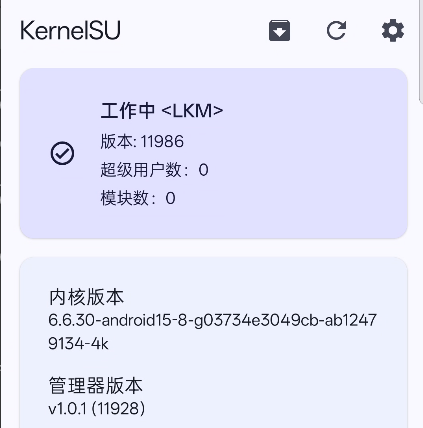 KernelSU
工作中 <LKM>
版本: 11986
超级用户数：0
模块数：0
内核版本
6.6.30-android15-8-g03734e3049cb-ab1247
9134-4k
管理器版本
v1.0.1 (11928)